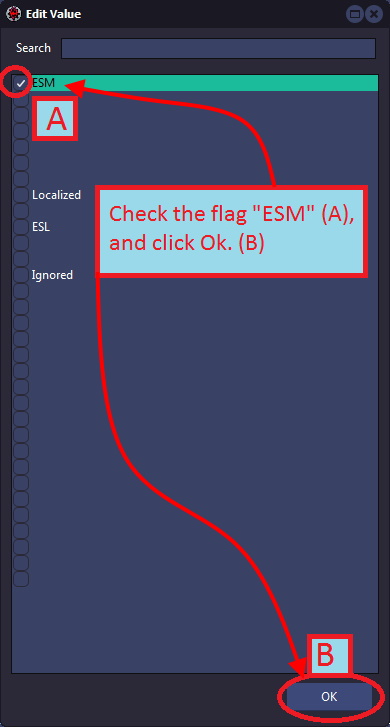 Edit Value
Search
ESM
A
Localized
Check the flag "ESM" (A),
and click Ok. (B)
ESL
Ignored
B
OK